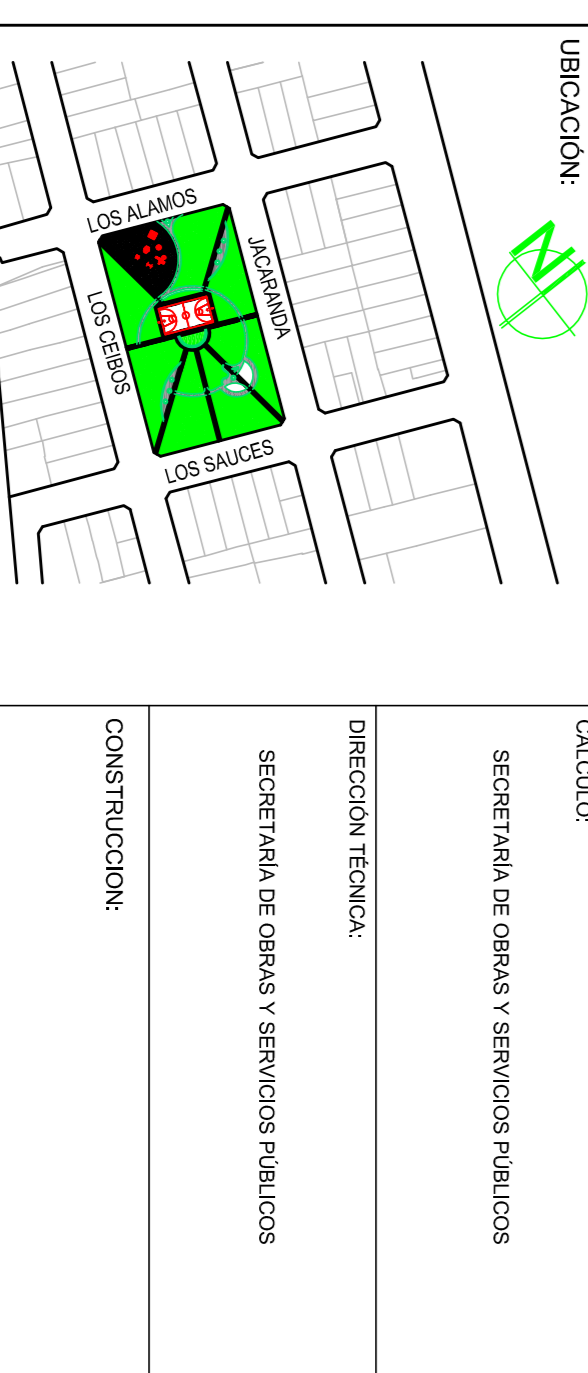 UBICACIÓN:
N
LOS ALAMOS
JACARANDA
LOS CEIBOS
LOS SAUCES
CALCULO:
SECRETARÍA DE OBRAS Y SERVICIOS PÚBLICOS
DIRECCIÓN TÉCNICA:
SECRETARÍA DE OBRAS Y SERVICIOS PÚBLICOS
CONSTRUCCION: